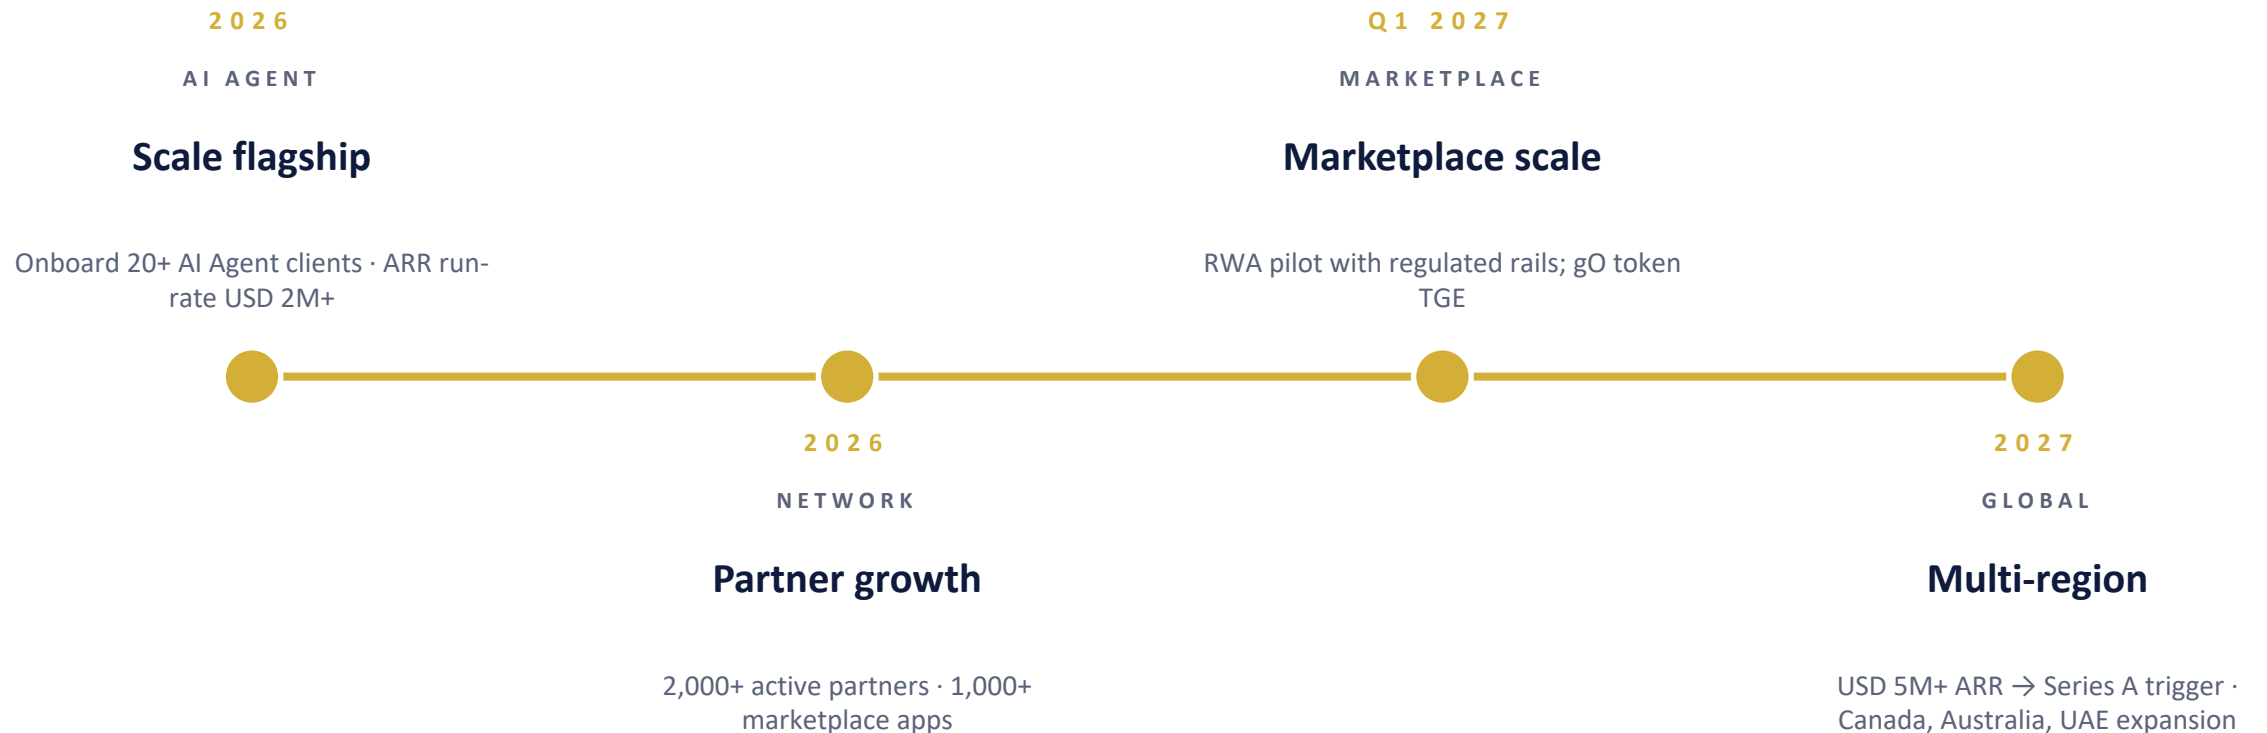 2026
AI AGENT
Scale flagship
Onboard 20+ AI Agent clients · ARR run-
rate USD 2M+
2026
NETWORK
Partner growth
2,000+ active partners · 1,000+
marketplace apps
Q1 2027
MARKETPLACE
Marketplace scale
RWA pilot with regulated rails; gO token
TGE
2027
GLOBAL
Multi-region
USD 5M+ ARR → Series A trigger ·
Canada, Australia, UAE expansion